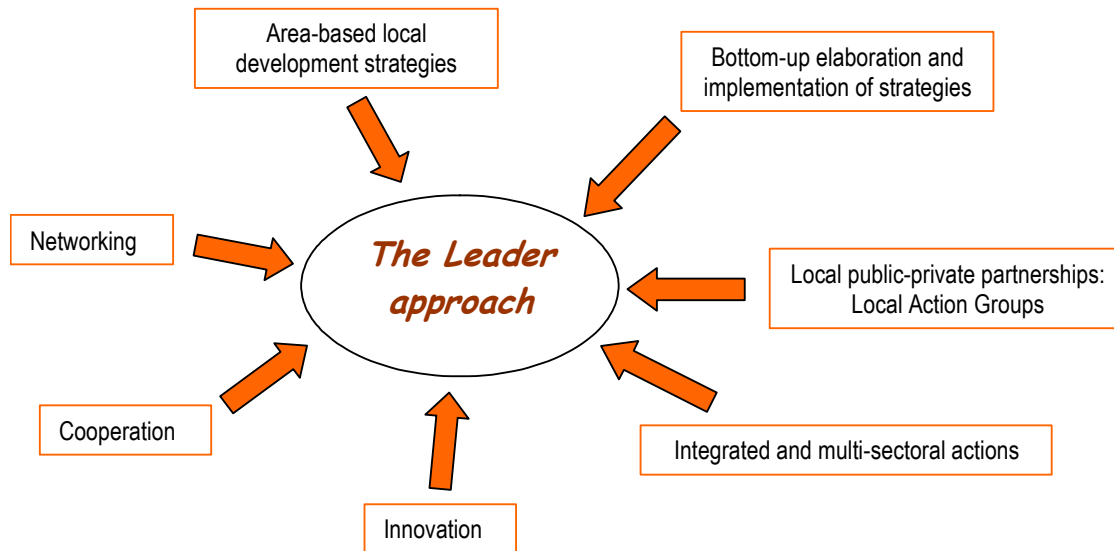 Area-based local
development strategies
Bottom-up elaboration and
implementation of strategies
Networking
The Leader
approach
Local public-private partnerships:
Local Action Groups
Cooperation
Integrated and multi-sectoral actions
Innovation